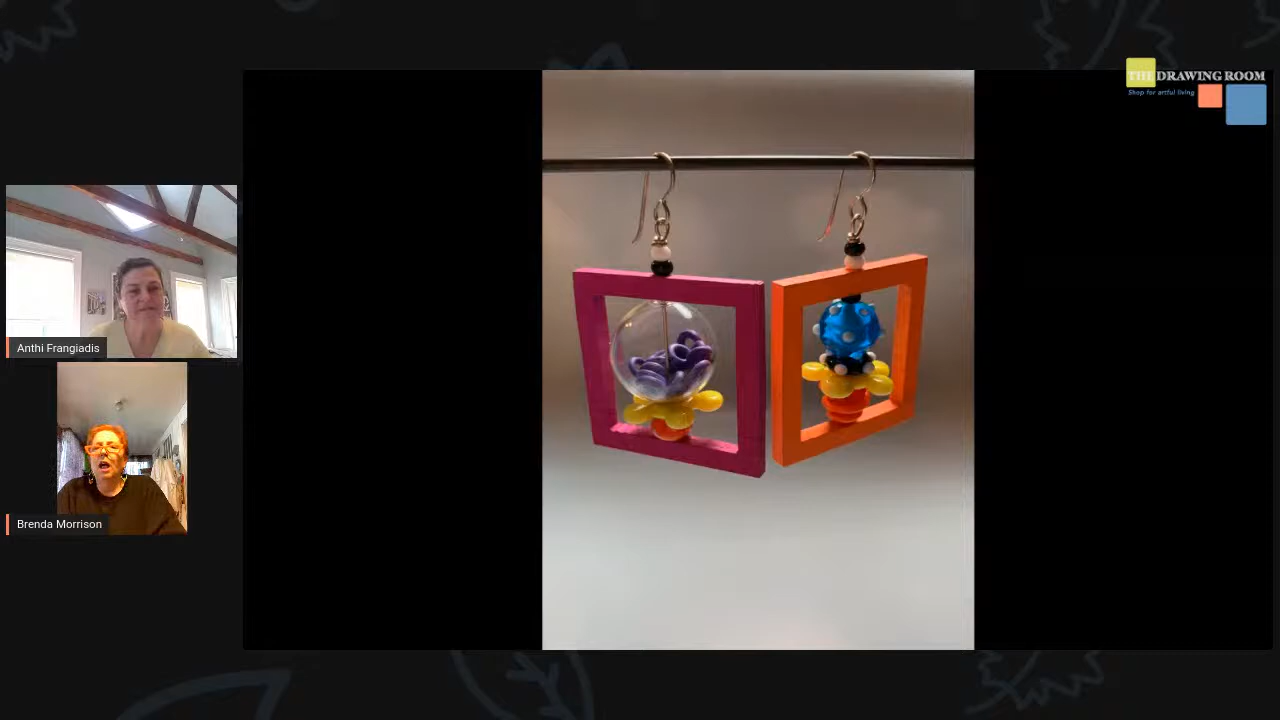 THE DRAWING ROOM
Shop for artful living
Anthi Frangiadis
Brenda Morrison